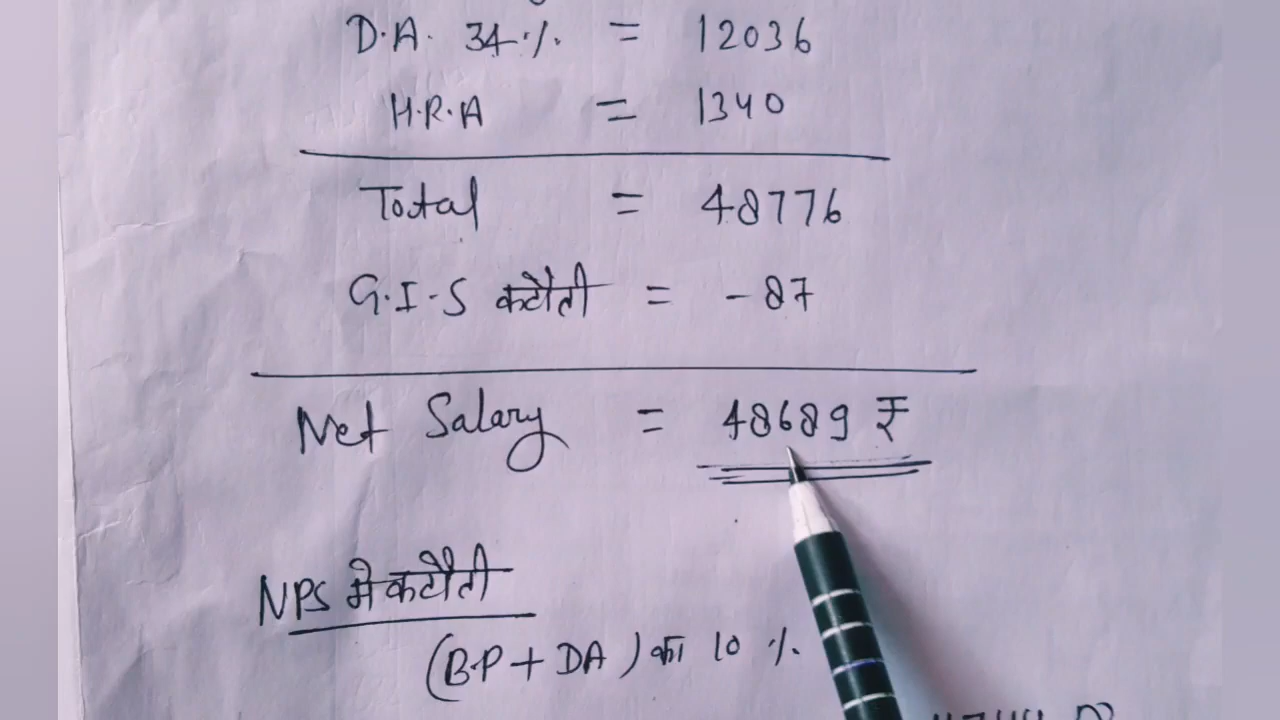 D.A. 34% = 12036
H.R.A = 1340
Total = 48776
G.I.S कटौती = -87
Net Salary = 48689 ₹
NPS मे कटौती
(B.P + DA) का 10 %